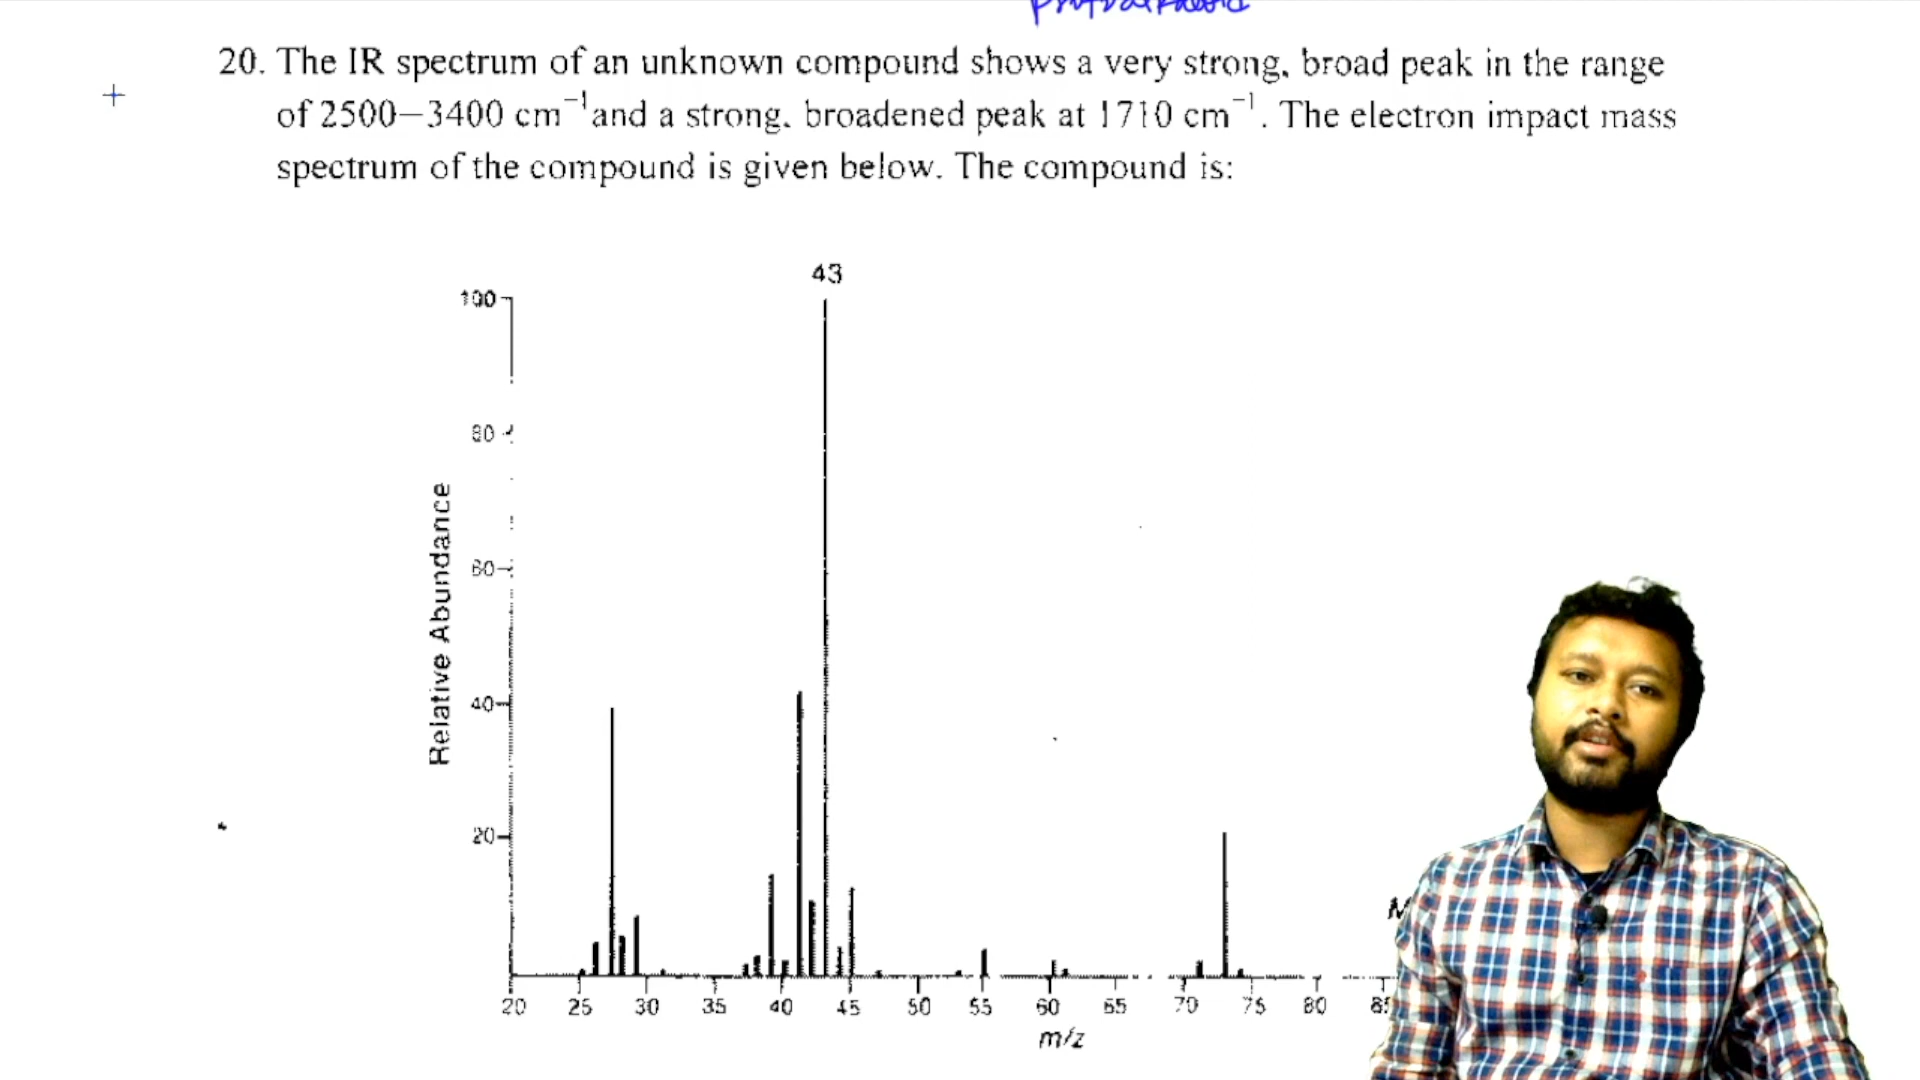 20. The IR spectrum of an unknown compound shows a very strong, broad peak in the range
of 2500–3400 cm⁻¹ and a strong, broadened peak at 1710 cm⁻¹. The electron impact mass
spectrum of the compound is given below. The compound is:
43
100
80
60
40
20
Relative Abundance
20 25 30 35 40 45 50 55 60 65 70 75 80
m/z
M